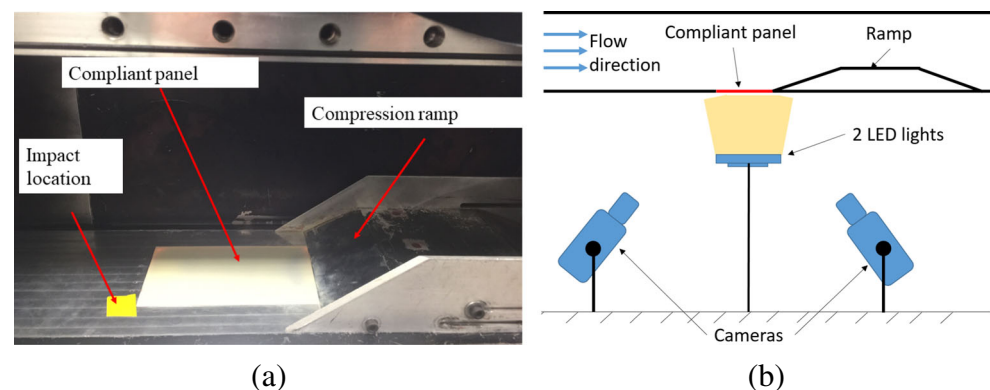 Compliant panel
Compression ramp
Impact
location
(a)
Flow
direction
Compliant panel
Ramp
2 LED lights
Cameras
(b)